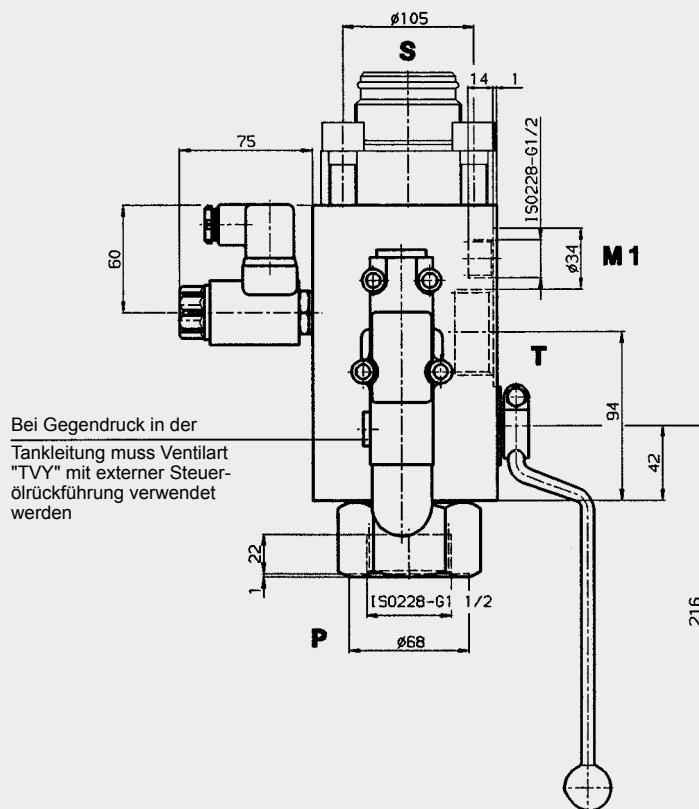 ø105
S
14 1
ISO228-G1/2
75
60
ø34
M 1
T
94
42
Bei Gegendruck in der
Tankleitung muss Ventilart
"TVY" mit externer Steuer-
ölrückführung verwendet
werden
22
1
ISO228-G1 1/2
P
ø68
216